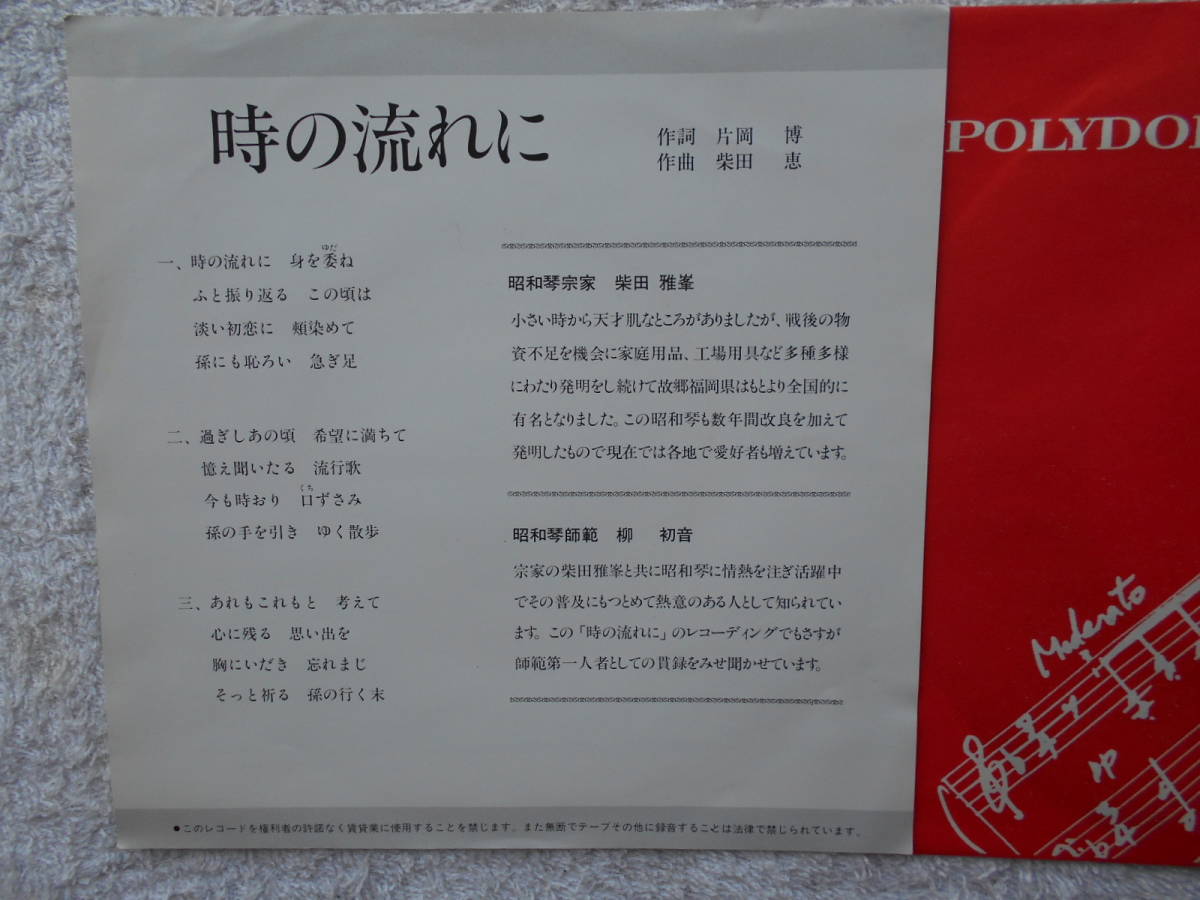 時の流れに
作詞 片岡 博
作曲 柴田 恵
一、時の流れに 身を委ね
ゆだ
ふと振り返る この頃は
淡い初恋に 頬染めて
孫にも恥ろい 急ぎ足
二、過ぎしあの頃 希望に満ちて
憶え聞いたる 流行歌
今も時おり 口ずさみ
くち
孫の手を引き ゆく散歩
三、あれもこれもと 考えて
心に残る 思い出を
胸にいだき 忘れまじ
そっと祈る 孫の行く末
昭和琴宗家 柴田 雅峯
小さい時から天才肌なところがありましたが、戦後の物
資不足を機会に家庭用品、工場用具など多種多様
にわたり発明をし続けて故郷福岡県はもとより全国的に
有名となりました。この昭和琴も数年間改良を加えて
発明したもので現在では各地で愛好者も増えています。
昭和琴師範 柳 初音
宗家の柴田雅峯と共に昭和琴に情熱を注ぎ活躍中
でその普及にもつとめて熱意のある人として知られてい
ます。この「時の流れに」のレコーディングでもさすが
師範第一人者としての貫録をみせ聞かせています。
●このレコードを権利者の許諾なく賃貸業に使用することを禁じます。また無断でテープその他に録音することは法律で禁じられています。
POLYDOR
Moderato